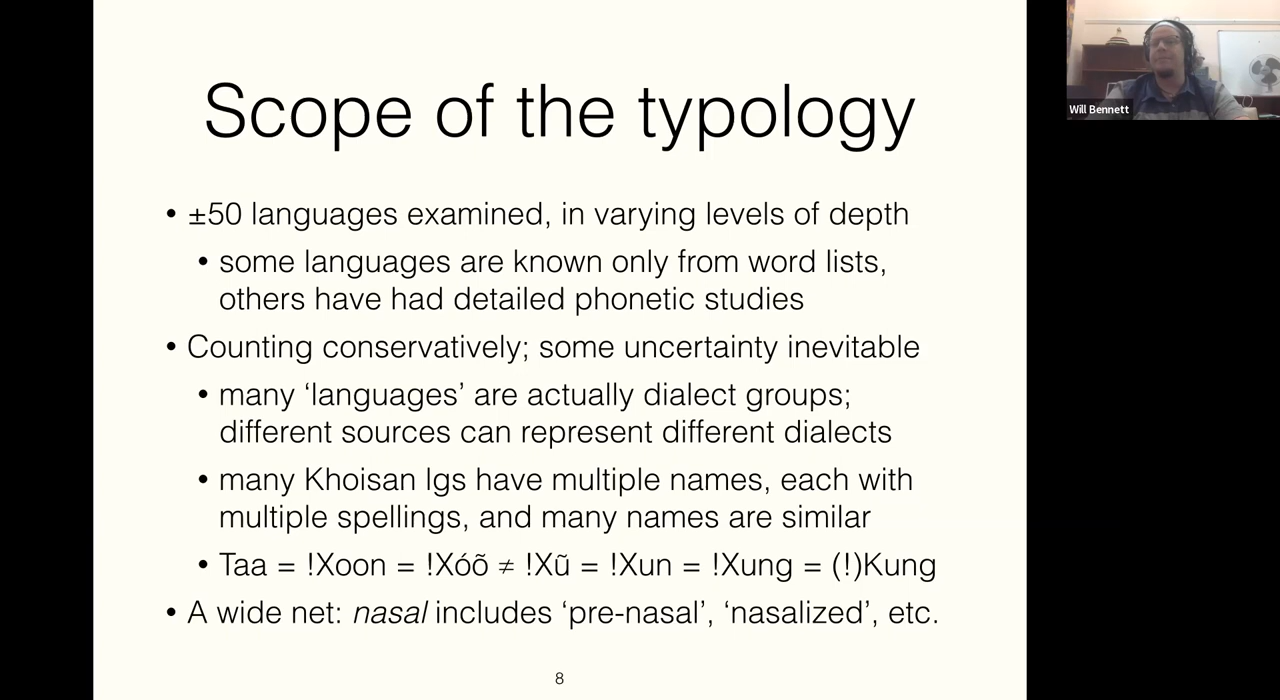 Scope of the typology
• ±50 languages examined, in varying levels of depth
• some languages are known only from word lists,
others have had detailed phonetic studies
• Counting conservatively; some uncertainty inevitable
• many ‘languages’ are actually dialect groups;
different sources can represent different dialects
• many Khoisan lgs have multiple names, each with
multiple spellings, and many names are similar
• Taa = !Xoon = !Xóõ ≠ !Xũ = !Xun = !Xung = (!)Kung
• A wide net: nasal includes ‘pre-nasal’, ‘nasalized’, etc.
8
Will Bennett